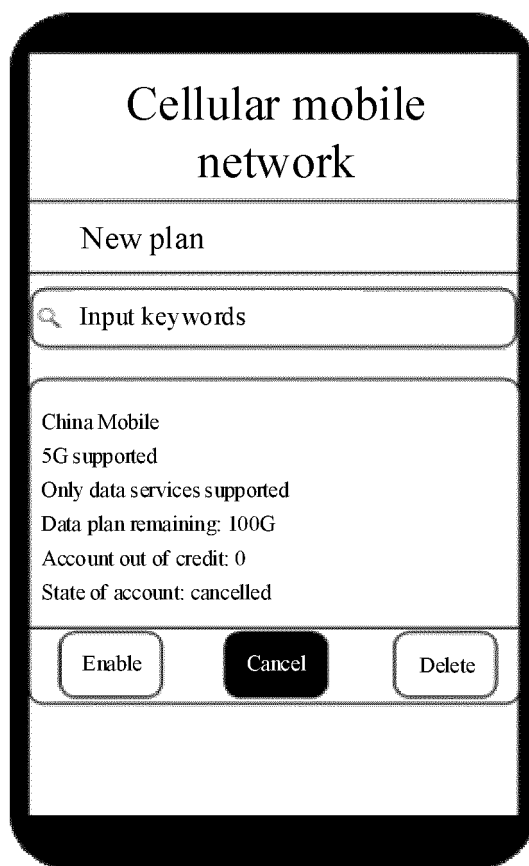 Cellular mobile
network
New plan
Input keywords
China Mobile
5G supported
Only data services supported
Data plan remaining: 100G
Account out of credit: 0
State of account: cancelled
Enable
Cancel
Delete